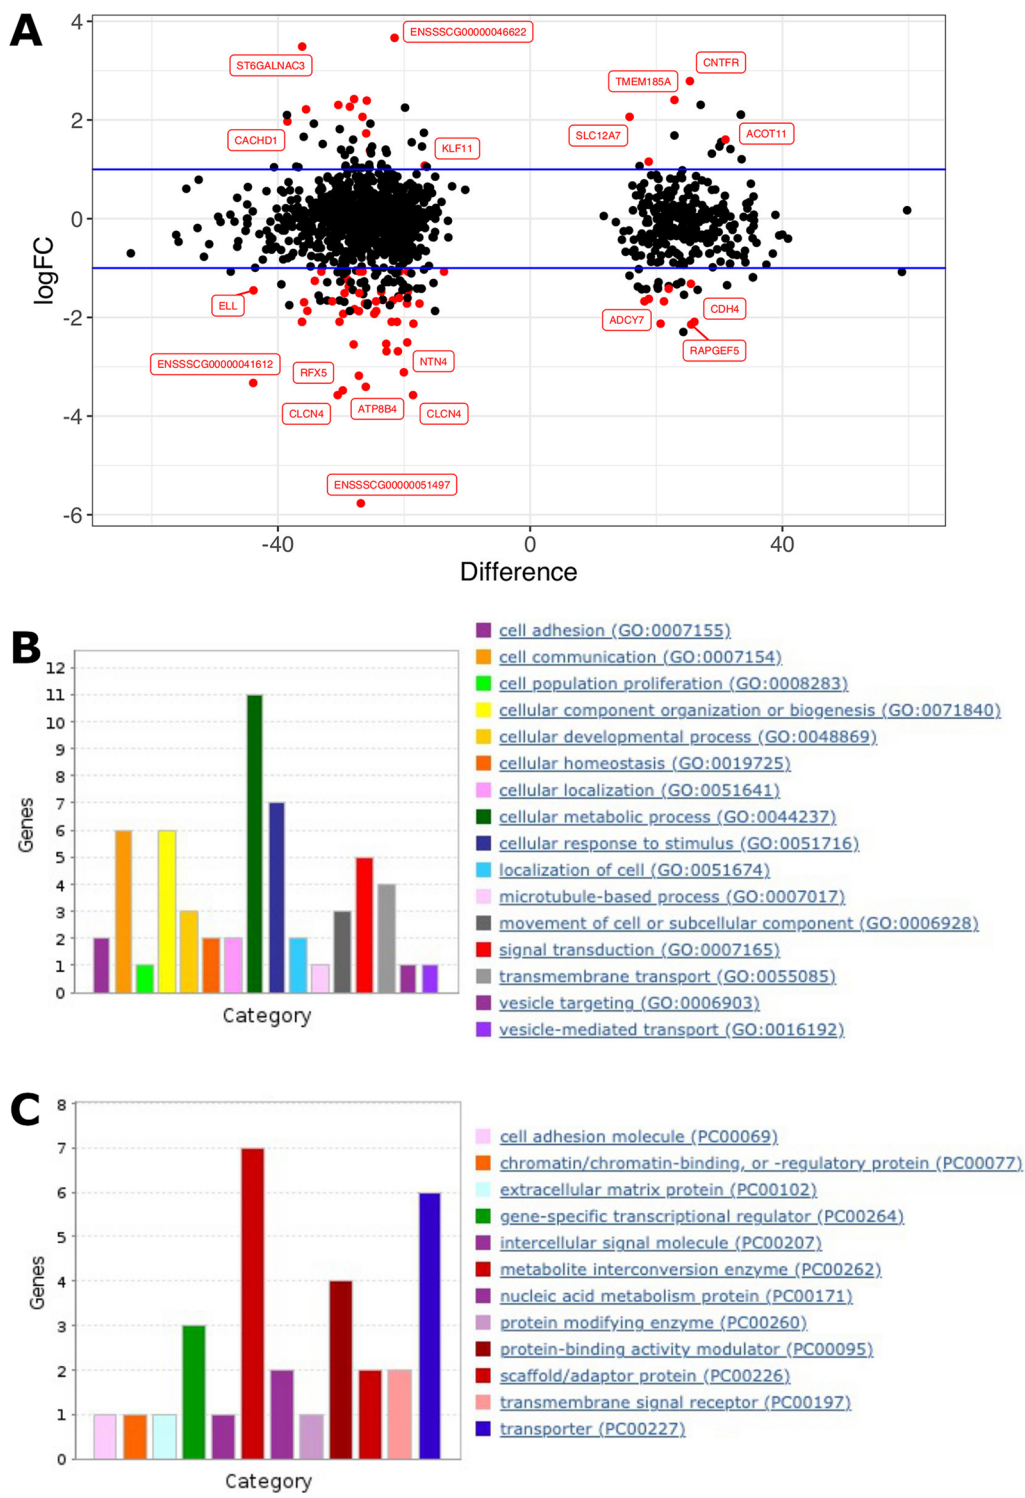 A
4
2
0
-2
-4
-6
logFC
ENSSSCG00000046622
ST6GALNAC3
CNTFR
TMEM185A
SLC12A7
ACOT11
CACHD1
KLF11
ELL
ADCY7
CDH4
RAPGEF5
ENSSSCG00000041612
RFX5
NTN4
CLCN4
ATP8B4
CLCN4
ENSSSCG00000051497
-40
0
40
Difference
B
12
11
10
9
8
7
6
5
4
3
2
1
0
Genes
Category
cell adhesion (GO:0007155)
cell communication (GO:0007154)
cell population proliferation (GO:0008283)
cellular component organization or biogenesis (GO:0071840)
cellular developmental process (GO:0048869)
cellular homeostasis (GO:0019725)
cellular localization (GO:0051641)
cellular metabolic process (GO:0044237)
cellular response to stimulus (GO:0051716)
localization of cell (GO:0051674)
microtubule-based process (GO:0007017)
movement of cell or subcellular component (GO:0006928)
signal transduction (GO:0007165)
transmembrane transport (GO:0055085)
vesicle targeting (GO:0006903)
vesicle-mediated transport (GO:0016192)
C
8
7
6
5
4
3
2
1
0
Genes
Category
cell adhesion molecule (PC00069)
chromatin/chromatin-binding, or -regulatory protein (PC00077)
extracellular matrix protein (PC00102)
gene-specific transcriptional regulator (PC00264)
intercellular signal molecule (PC00207)
metabolite interconversion enzyme (PC00262)
nucleic acid metabolism protein (PC00171)
protein modifying enzyme (PC00260)
protein-binding activity modulator (PC00095)
scaffold/adaptor protein (PC00226)
transmembrane signal receptor (PC00197)
transporter (PC00227)